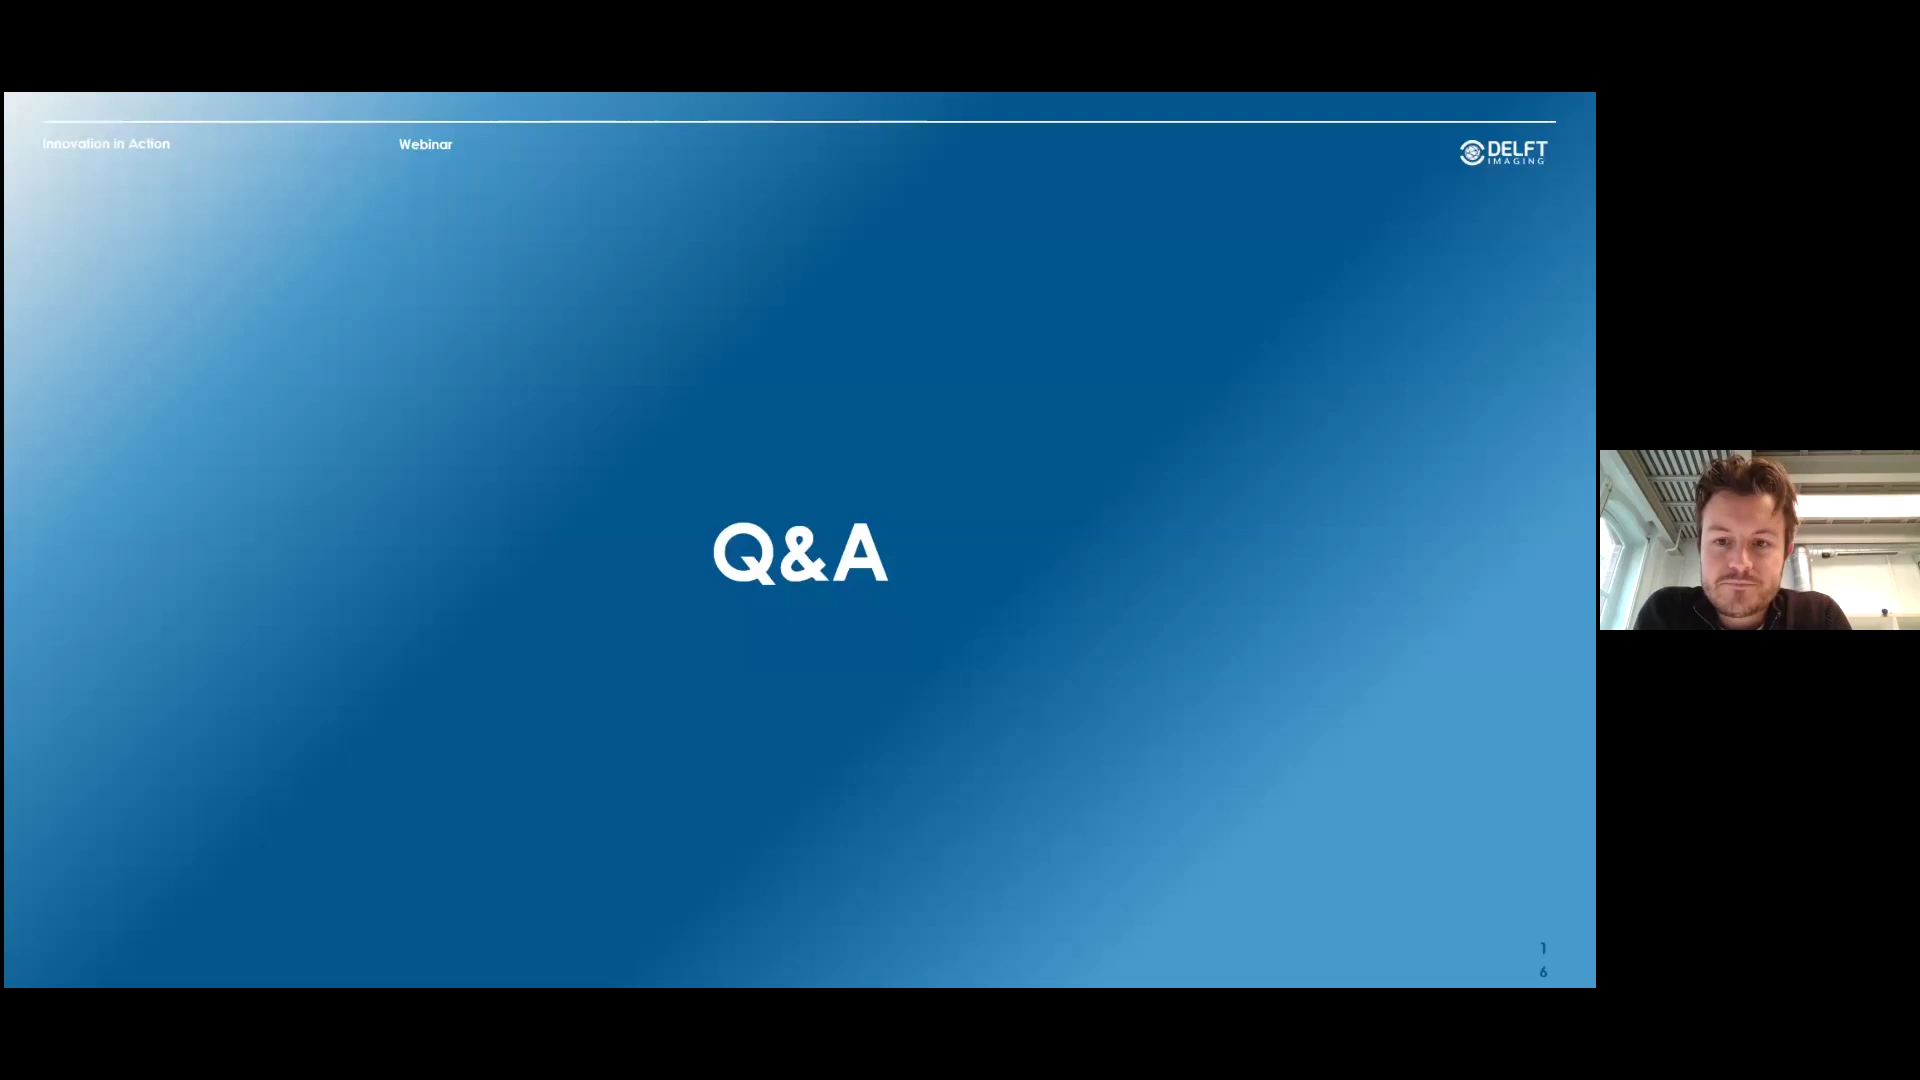 Innovation in Action
Webinar
DELFT
IMAGING
Q&A
1
6